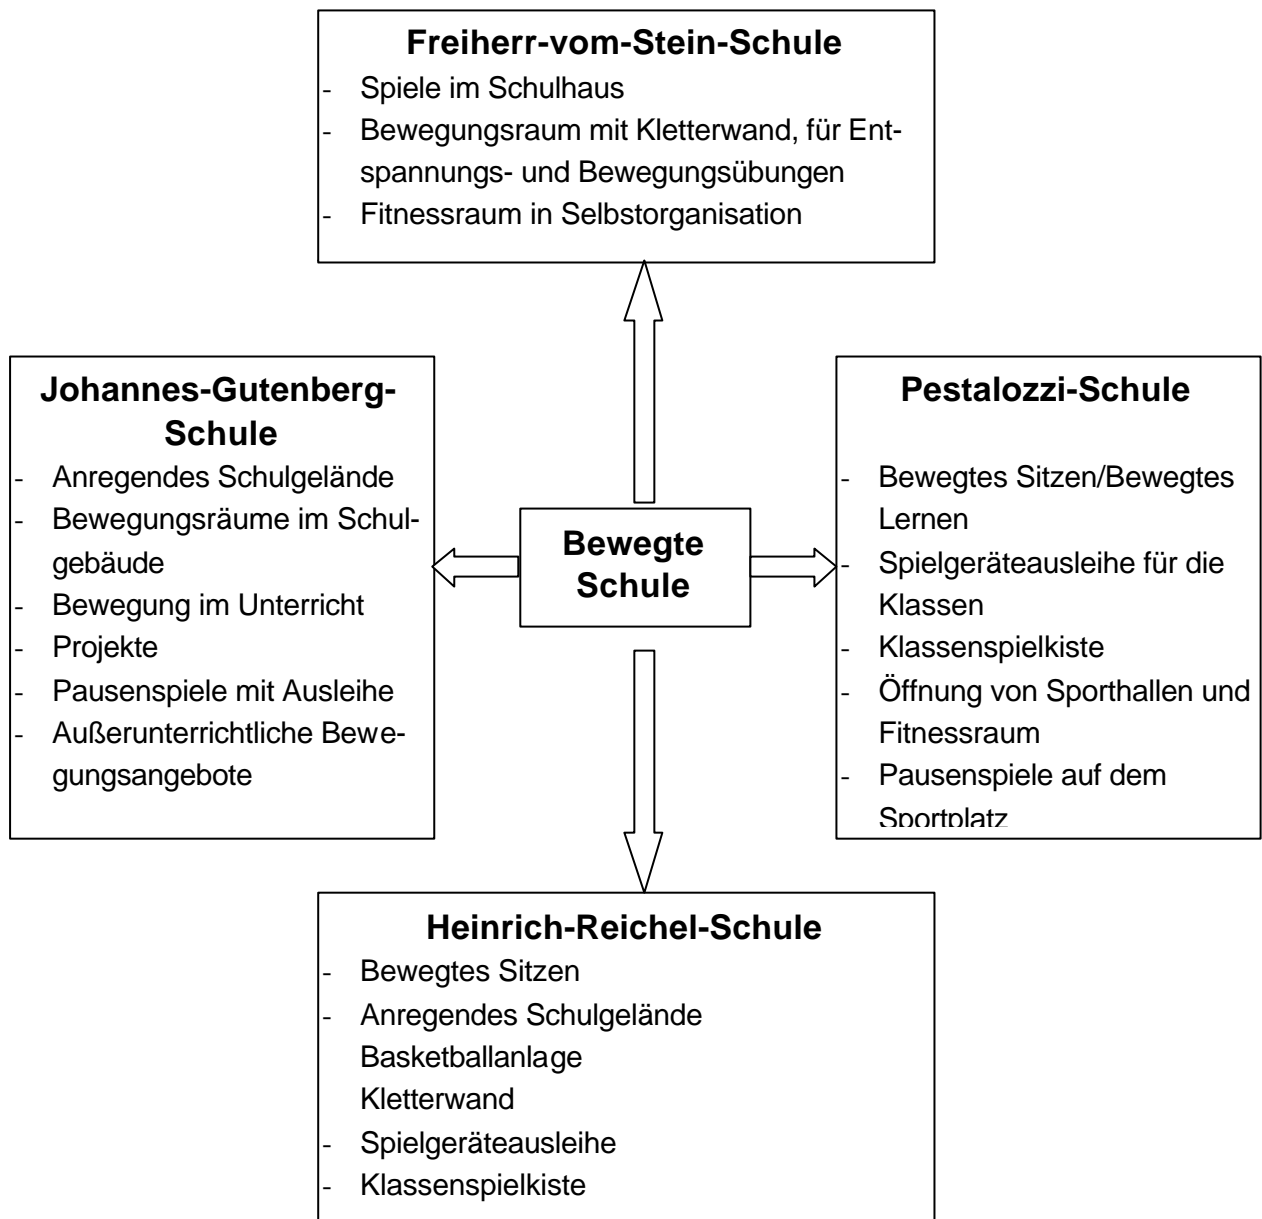 Freiherr-vom-Stein-Schule
- Spiele im Schulhaus
- Bewegungsraum mit Kletterwand, für Ent-
spannungs- und Bewegungsübungen
- Fitnessraum in Selbstorganisation
Johannes-Gutenberg-
Schule
- Anregendes Schulgelände
- Bewegungsräume im Schul-
gebäude
- Bewegung im Unterricht
- Projekte
- Pausenspiele mit Ausleihe
- Außerunterrichtliche Bewe-
gungsangebote
Bewegte
Schule
Pestalozzi-Schule
- Bewegtes Sitzen/Bewegtes
Lernen
- Spielgeräteausleihe für die
Klassen
- Klassenspielkiste
- Öffnung von Sporthallen und
Fitnessraum
- Pausenspiele auf dem
Sportplatz
Heinrich-Reichel-Schule
- Bewegtes Sitzen
- Anregendes Schulgelände
Basketballanlage
Kletterwand
- Spielgeräteausleihe
- Klassenspielkiste